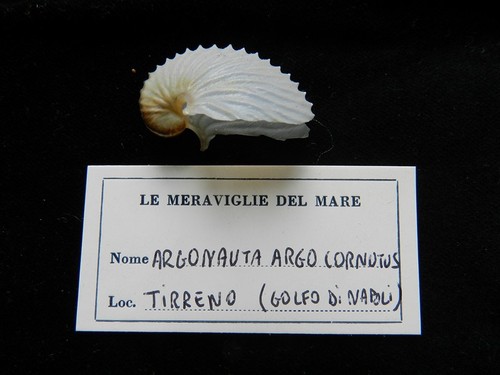 LE MERAVIGLIE DEL MARE
Nome ARGONAUTA ARGO CORNUTUS
Loc. TIRRENO (GOLFO Di NAPOLi)